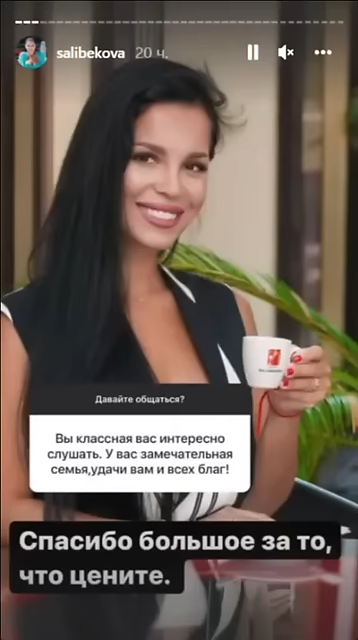 salibekova 20 ч.
Давайте общаться?
Вы классная вас интересно
слушать. У вас замечательная
семья,удачи вам и всех благ!
Спасибо большое за то,
что цените.